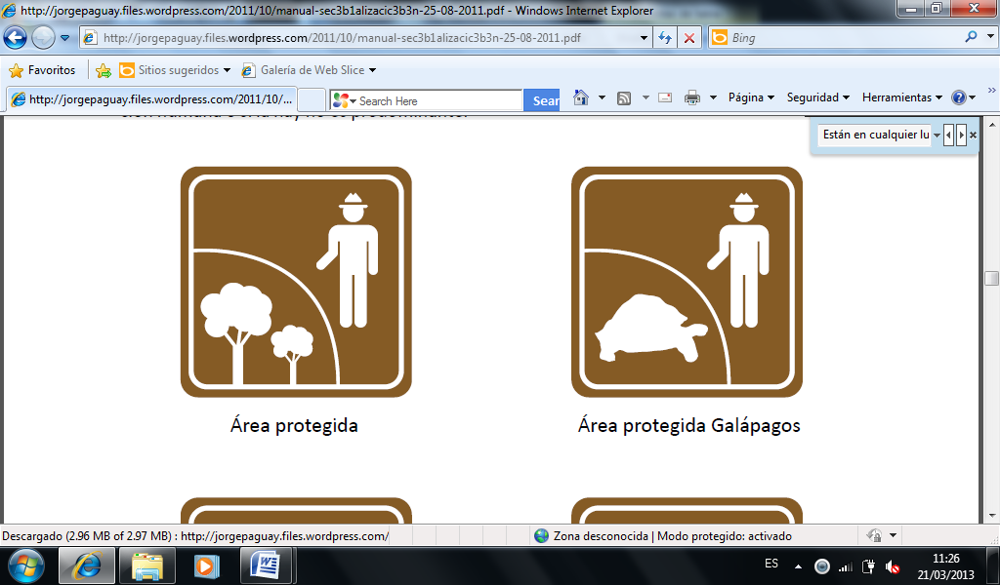 http://jorgepaguay.files.wordpress.com/2011/10/manual-sec3b1alizacic3b3n-25-08-2011.pdf - Windows Internet Explorer
http://jorgepaguay.files.wordpress.com/2011/10/manual-sec3b1alizacic3b3n-25-08-2011.pdf
Bing
Favoritos
Sitios sugeridos
Galería de Web Slice
http://jorgepaguay.files.wordpress.com/2011/10/...
Search Here
Sear
Página
Seguridad
Herramientas
Están en cualquier lu
Área protegida
Área protegida Galápagos
Descargado (2.96 MB of 2.97 MB) : http://jorgepaguay.files.wordpress.com/
Zona desconocida | Modo protegido: activado
ES
11:26
21/03/2013